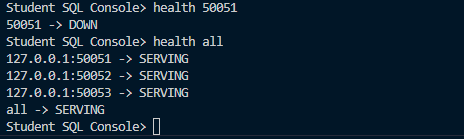 Student SQL Console> health 50051
50051 -> DOWN
Student SQL Console> health all
127.0.0.1:50051 -> SERVING
127.0.0.1:50052 -> SERVING
127.0.0.1:50053 -> SERVING
all -> SERVING
Student SQL Console>